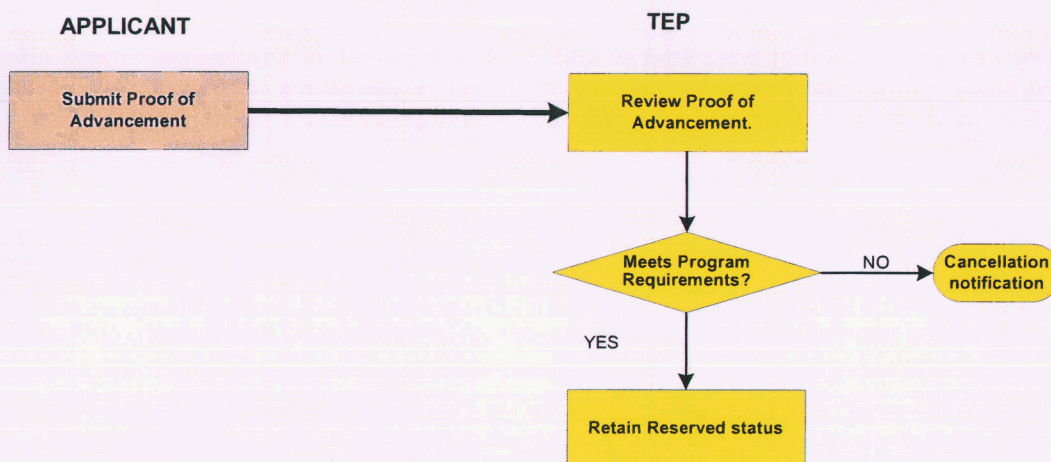 APPLICANT
TEP
Submit Proof of
Advancement
Review Proof of
Advancement.
Meets Program
Requirements?
NO
Cancellation
notification
YES
Retain Reserved status